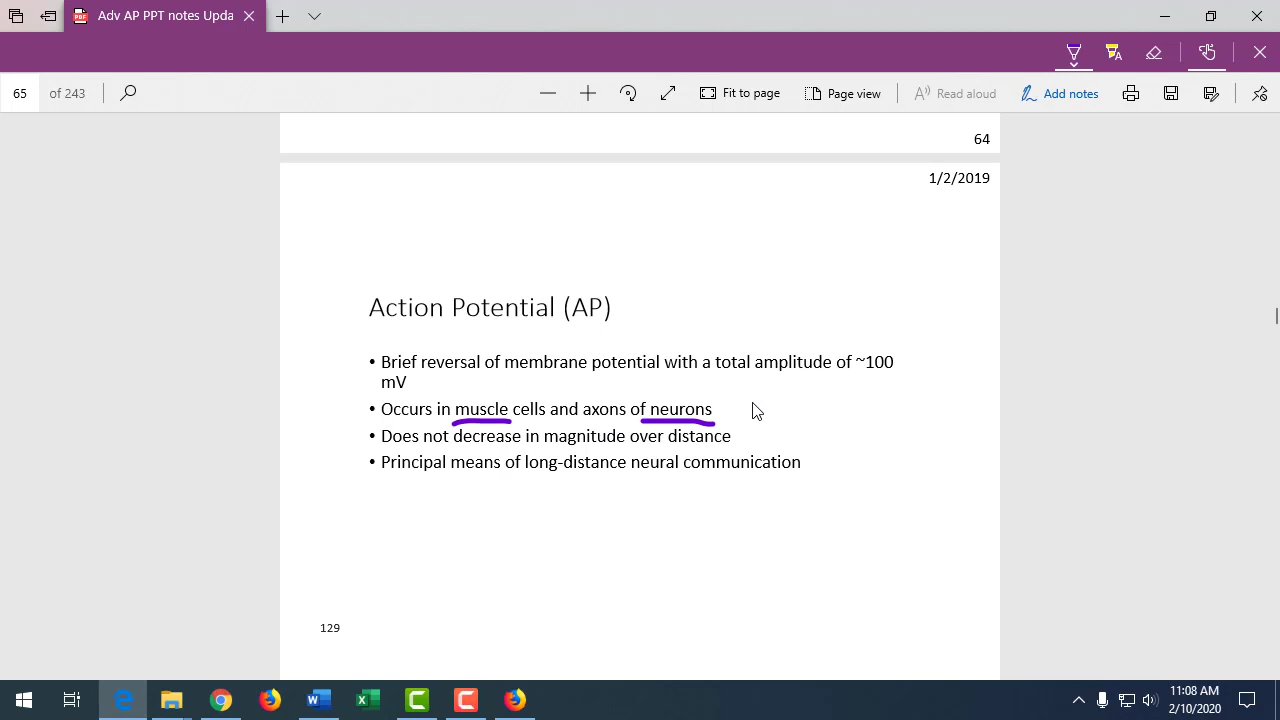 Adv AP PPT notes Upda
65 of 243
Fit to page
Page view
Read aloud
Add notes
64
1/2/2019
Action Potential (AP)
• Brief reversal of membrane potential with a total amplitude of ~100
mV
• Occurs in muscle cells and axons of neurons
• Does not decrease in magnitude over distance
• Principal means of long-distance neural communication
129
11:08 AM
2/10/2020